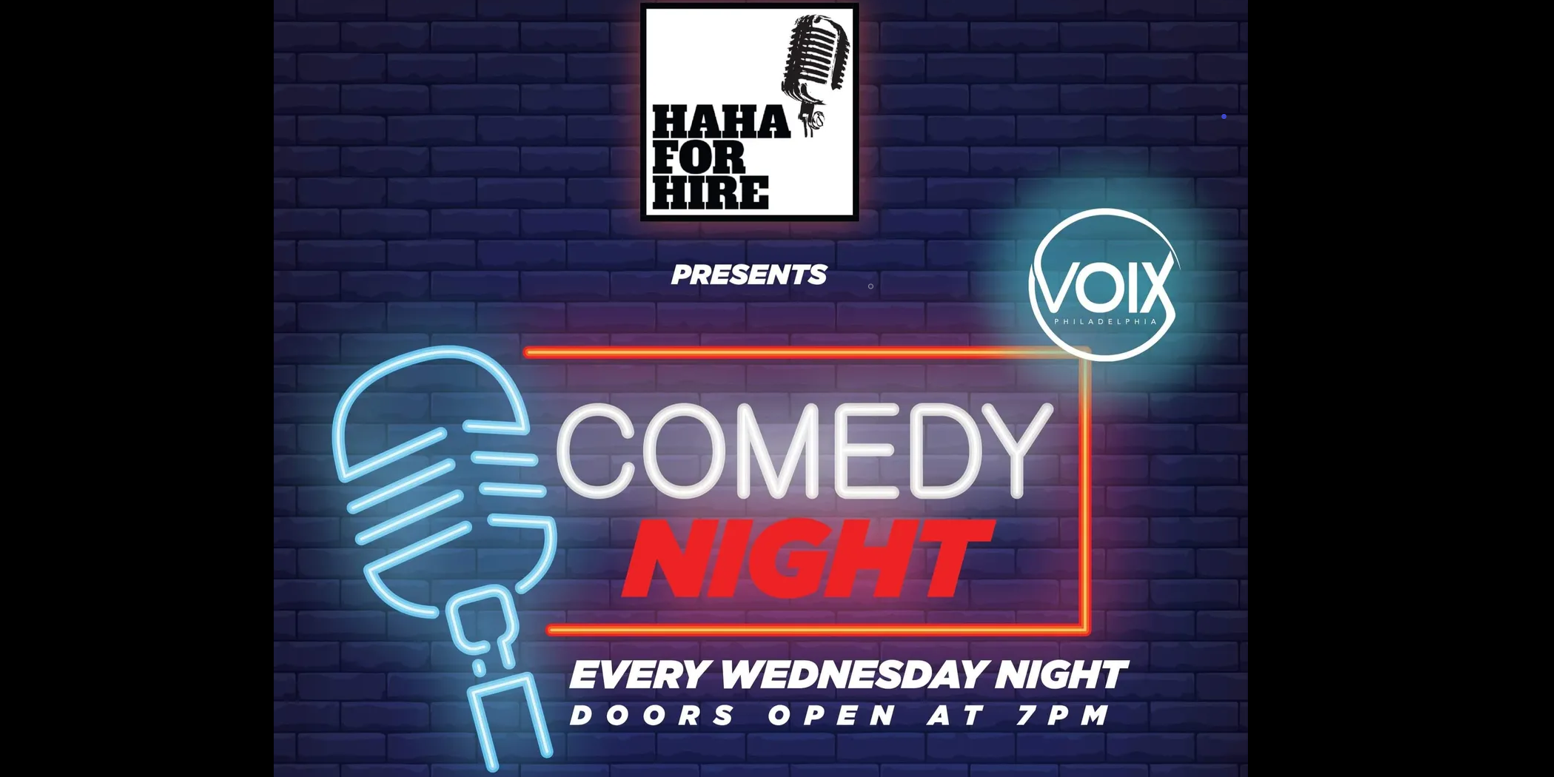 HAHA
FOR
HIRE
PRESENTS
VOIX
PHILADELPHIA
COMEDY
NIGHT
EVERY WEDNESDAY NIGHT
DOORS OPEN AT 7PM